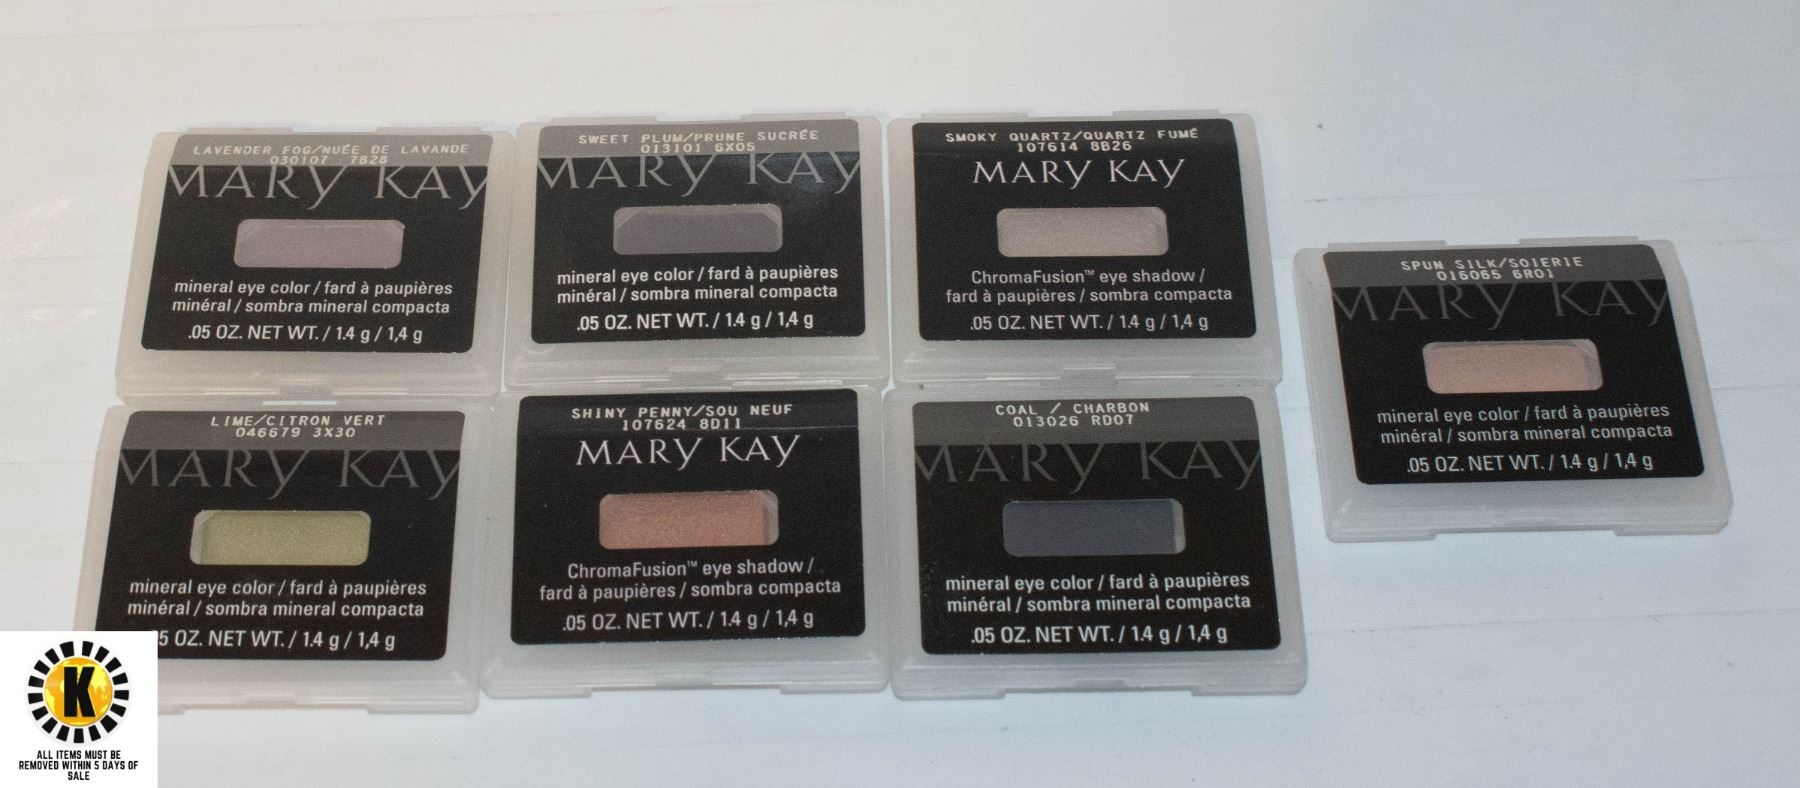 LAVENDER FOG/NUÉE DE LAVANDE
030107 7B28
MARY KAY
mineral eye color / fard à paupières
minéral / sombra mineral compacta
.05 OZ. NET WT. / 1.4 g / 1,4 g
SWEET PLUM/PRUNE SUCRÉE
013101 6X05
MARY KAY
mineral eye color / fard à paupières
minéral / sombra mineral compacta
.05 OZ. NET WT. / 1.4 g / 1,4 g
SMOKY QUARTZ/QUARTZ FUMÉ
107614 8B26
MARY KAY
ChromaFusion™ eye shadow /
fard à paupières / sombra compacta
.05 OZ. NET WT. / 1.4 g / 1,4 g
SPUN SILK/SOIERIE
016065 6R01
MARY KAY
mineral eye color / fard à paupières
minéral / sombra mineral compacta
.05 OZ. NET WT. / 1.4 g / 1,4 g
LIME/CITRON VERT
046679 3X30
MARY KAY
mineral eye color / fard à paupières
minéral / sombra mineral compacta
5 OZ. NET WT. / 1.4 g / 1,4 g
SHINY PENNY/SOU NEUF
107624 8D11
MARY KAY
ChromaFusion™ eye shadow /
fard à paupières / sombra compacta
.05 OZ. NET WT. / 1.4 g / 1,4 g
COAL / CHARBON
013026 RD07
MARY KAY
mineral eye color / fard à paupières
minéral / sombra mineral compacta
.05 OZ. NET WT. / 1.4 g / 1,4 g
K
ALL ITEMS MUST BE
REMOVED WITHIN 5 DAYS OF
SALE